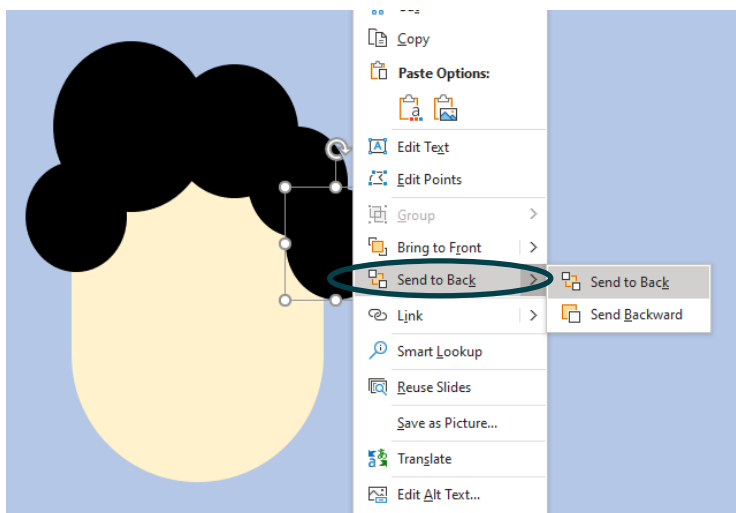 Copy
Paste Options:
a
Edit Text
Edit Points
Group
Bring to Front
Send to Back
Send to Back
Link
Send Backward
Smart Lookup
Reuse Slides
Save as Picture...
Translate
Edit Alt Text...